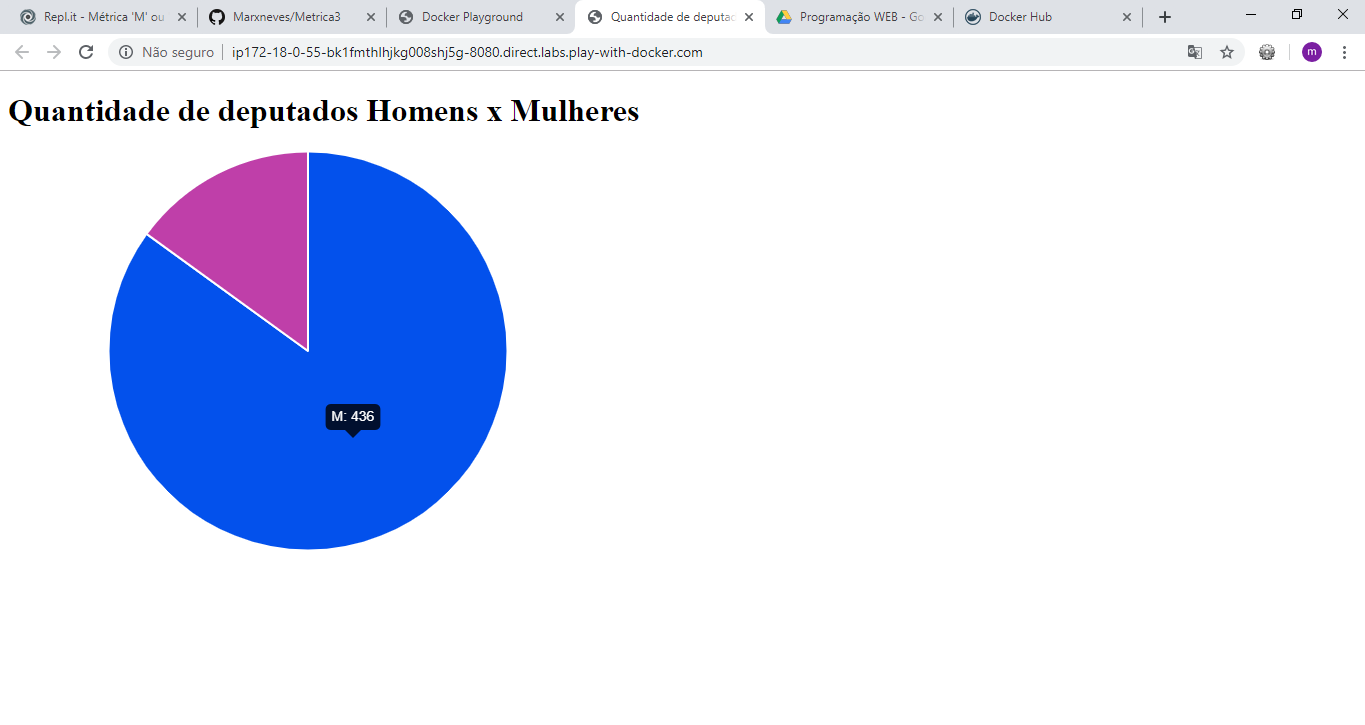 Repl.it - Métrica 'M' ou
Marxneves/Metrica3
Docker Playground
Quantidade de deputad
Programação WEB - Go
Docker Hub
Não seguro
ip172-18-0-55-bk1fmthlhjkg008shj5g-8080.direct.labs.play-with-docker.com
m
Quantidade de deputados Homens x Mulheres
M: 436